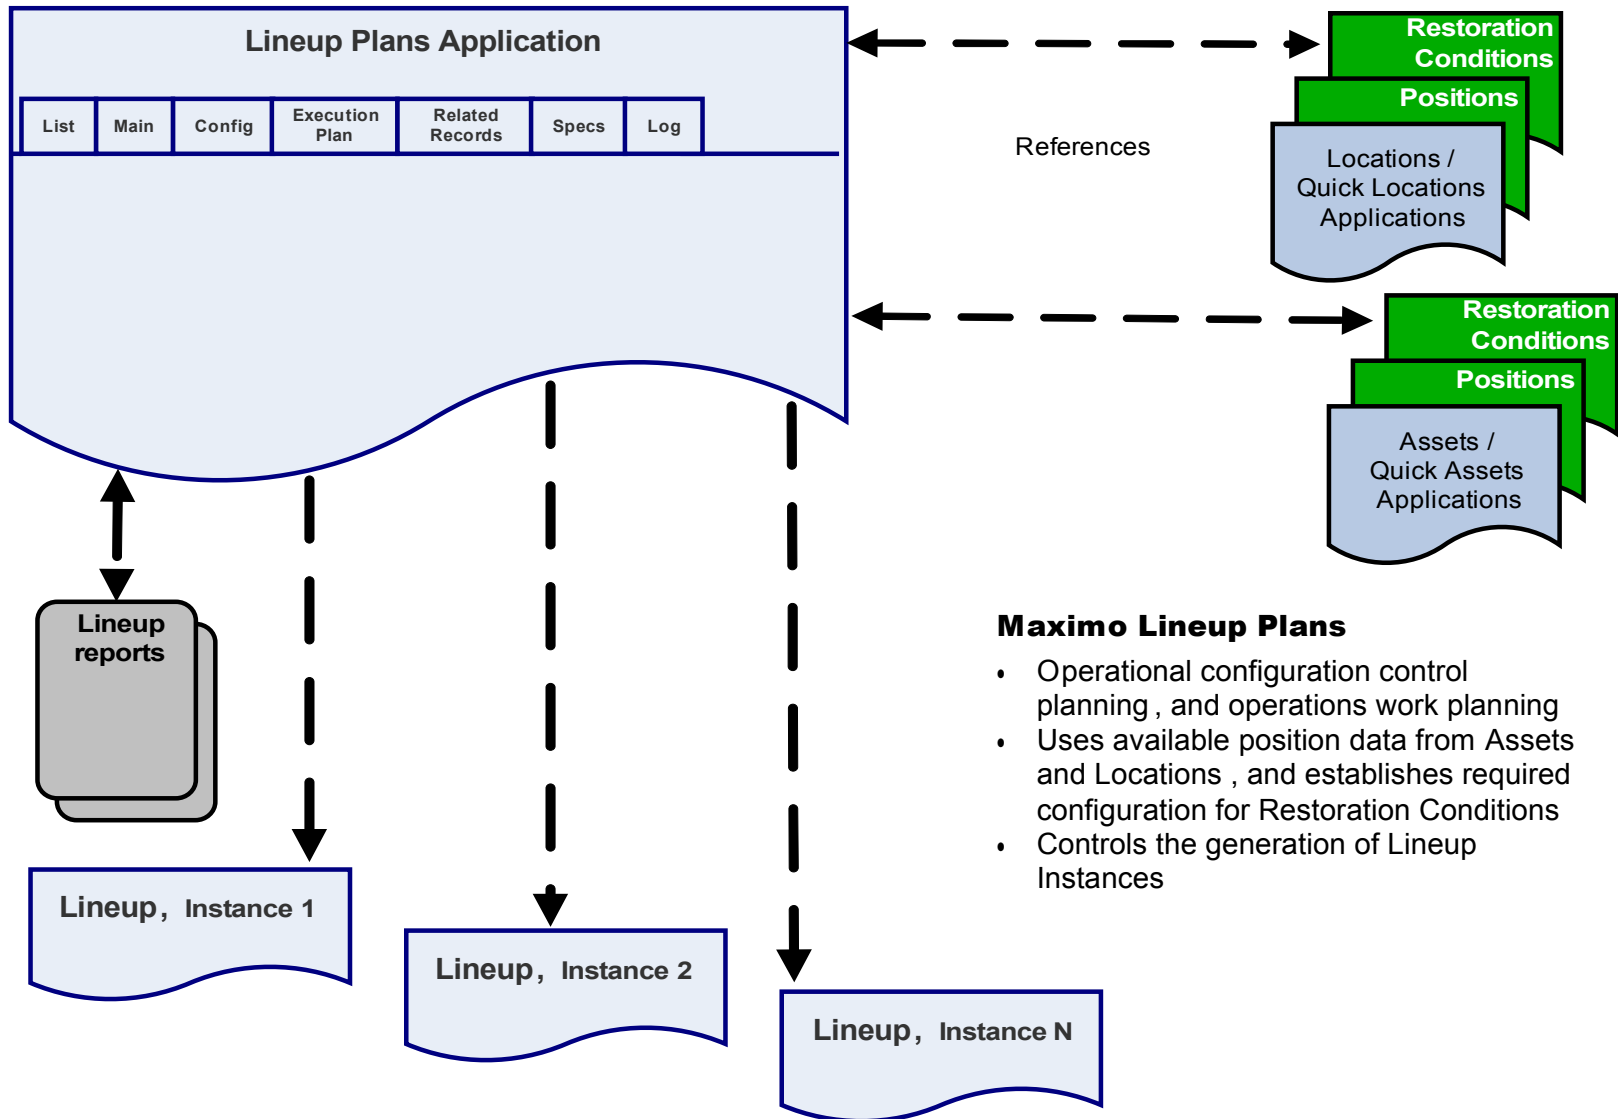 Lineup Plans Application
List Main Config Execution Plan Related Records Specs Log
References
Restoration
Conditions
Positions
Locations /
Quick Locations
Applications
Restoration
Conditions
Positions
Assets /
Quick Assets
Applications
Lineup
reports
Maximo Lineup Plans
• Operational configuration control
planning , and operations work planning
• Uses available position data from Assets
and Locations , and establishes required
configuration for Restoration Conditions
• Controls the generation of Lineup
Instances
Lineup, Instance 1
Lineup, Instance 2
Lineup, Instance N